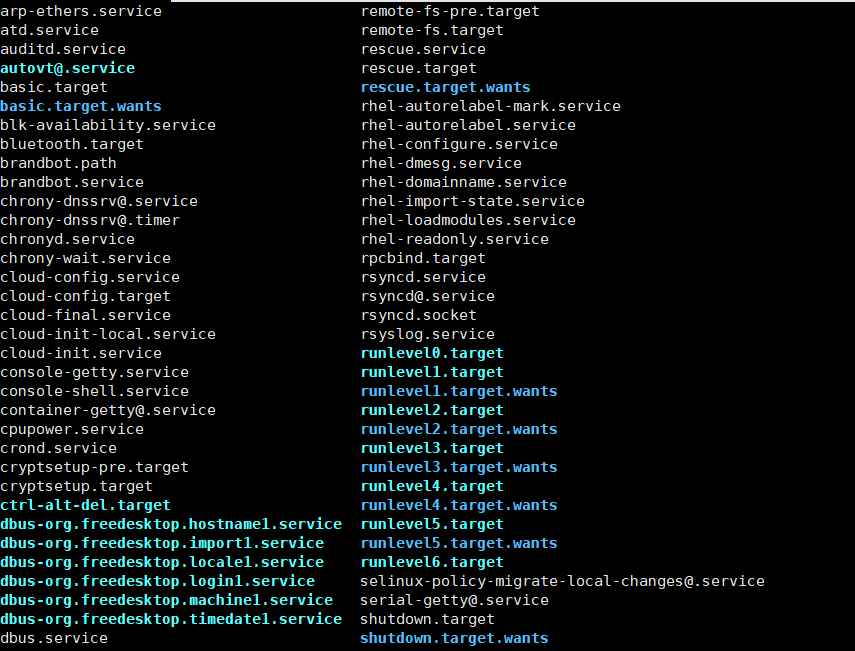 arp-ethers.service
atd.service
auditd.service
autovt@.service
basic.target
basic.target.wants
blk-availability.service
bluetooth.target
brandbot.path
brandbot.service
chrony-dnssrv@.service
chrony-dnssrv@.timer
chronyd.service
chrony-wait.service
cloud-config.service
cloud-config.target
cloud-final.service
cloud-init-local.service
cloud-init.service
console-getty.service
console-shell.service
container-getty@.service
cpupower.service
crond.service
cryptsetup-pre.target
cryptsetup.target
ctrl-alt-del.target
dbus-org.freedesktop.hostname1.service
dbus-org.freedesktop.import1.service
dbus-org.freedesktop.locale1.service
dbus-org.freedesktop.login1.service
dbus-org.freedesktop.machine1.service
dbus-org.freedesktop.timedate1.service
dbus.service
remote-fs-pre.target
remote-fs.target
rescue.service
rescue.target
rescue.target.wants
rhel-autorelabel-mark.service
rhel-autorelabel.service
rhel-configure.service
rhel-dmesg.service
rhel-domainname.service
rhel-import-state.service
rhel-loadmodules.service
rhel-readonly.service
rpcbind.target
rsyncd.service
rsyncd@.service
rsyncd.socket
rsyslog.service
runlevel0.target
runlevel1.target
runlevel1.target.wants
runlevel2.target
runlevel2.target.wants
runlevel3.target
runlevel3.target.wants
runlevel4.target
runlevel4.target.wants
runlevel5.target
runlevel5.target.wants
runlevel6.target
selinux-policy-migrate-local-changes@.service
serial-getty@.service
shutdown.target
shutdown.target.wants